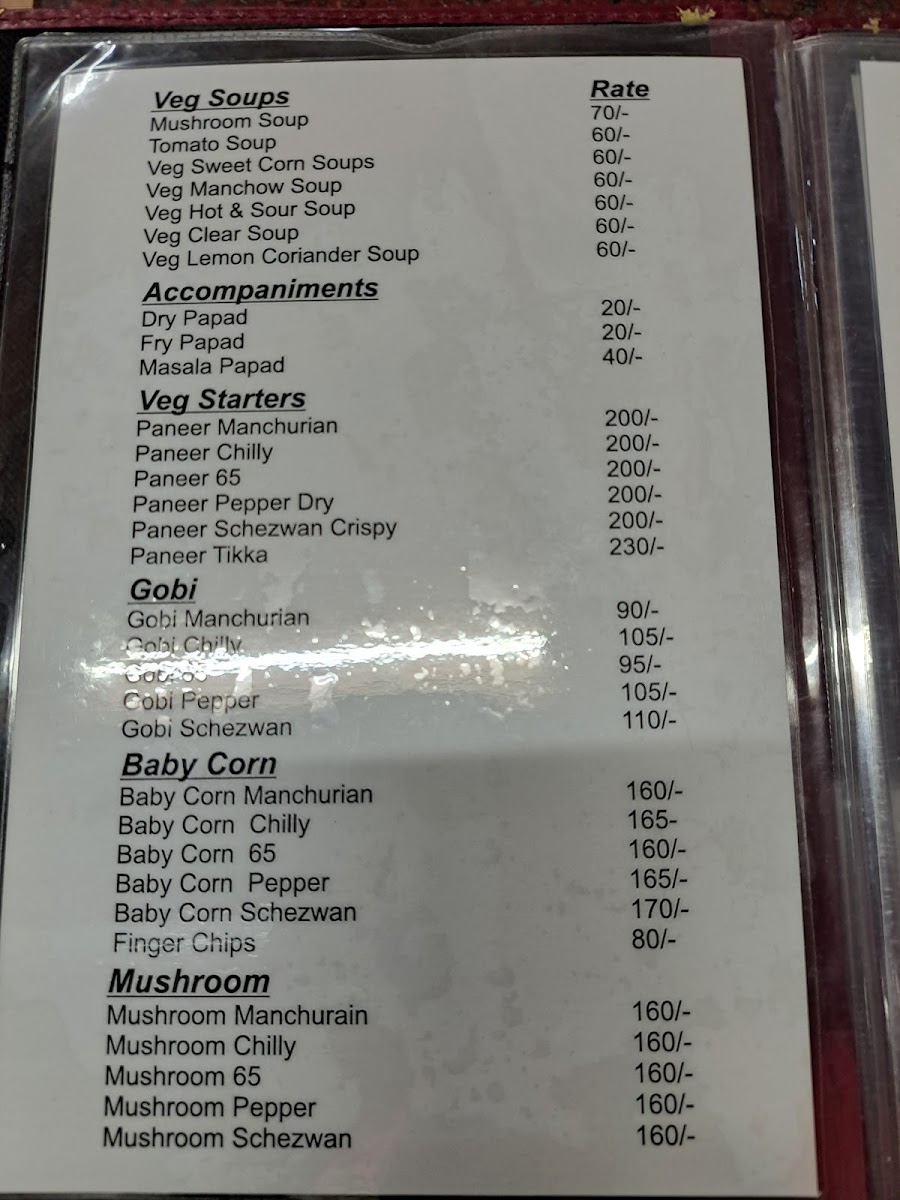 Veg Soups Rate
Mushroom Soup 70/-
Tomato Soup 60/-
Veg Sweet Corn Soups 60/-
Veg Manchow Soup 60/-
Veg Hot & Sour Soup 60/-
Veg Clear Soup 60/-
Veg Lemon Coriander Soup 60/-
Accompaniments
Dry Papad 20/-
Fry Papad 20/-
Masala Papad 40/-
Veg Starters
Paneer Manchurian 200/-
Paneer Chilly 200/-
Paneer 65 200/-
Paneer Pepper Dry 200/-
Paneer Schezwan Crispy 200/-
Paneer Tikka 230/-
Gobi
Gobi Manchurian 90/-
Gobi Chilly 105/-
Gobi 65 95/-
Gobi Pepper 105/-
Gobi Schezwan 110/-
Baby Corn
Baby Corn Manchurian 160/-
Baby Corn Chilly 165-
Baby Corn 65 160/-
Baby Corn Pepper 165/-
Baby Corn Schezwan 170/-
Finger Chips 80/-
Mushroom
Mushroom Manchurain 160/-
Mushroom Chilly 160/-
Mushroom 65 160/-
Mushroom Pepper 160/-
Mushroom Schezwan 160/-